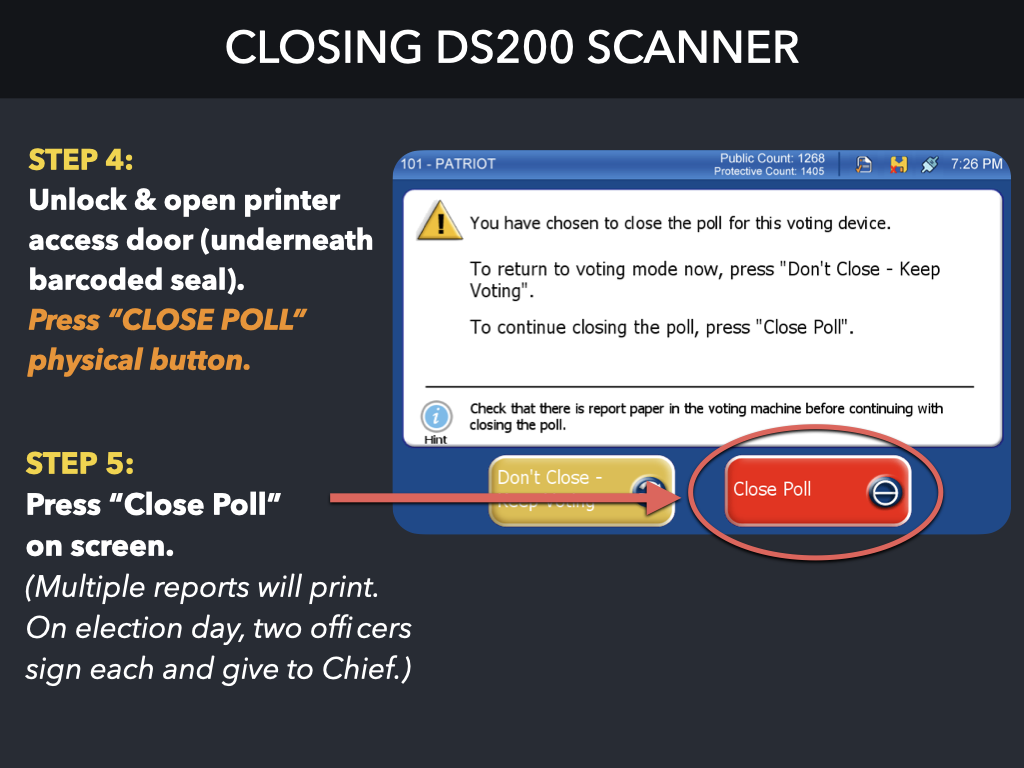 CLOSING DS200 SCANNER
STEP 4:
Unlock & open printer
access door (underneath
barcoded seal).
Press “CLOSE POLL”
physical button.
STEP 5:
Press “Close Poll”
on screen.
(Multiple reports will print.
On election day, two officers
sign each and give to Chief.)
101 - PATRIOT
Public Count: 1268
Protective Count: 1405
7:26 PM
You have chosen to close the poll for this voting device.
To return to voting mode now, press "Don't Close - Keep
Voting".
To continue closing the poll, press "Close Poll".
Check that there is report paper in the voting machine before continuing with
closing the poll.
Hint
Don't Close -
Keep Voting
Close Poll